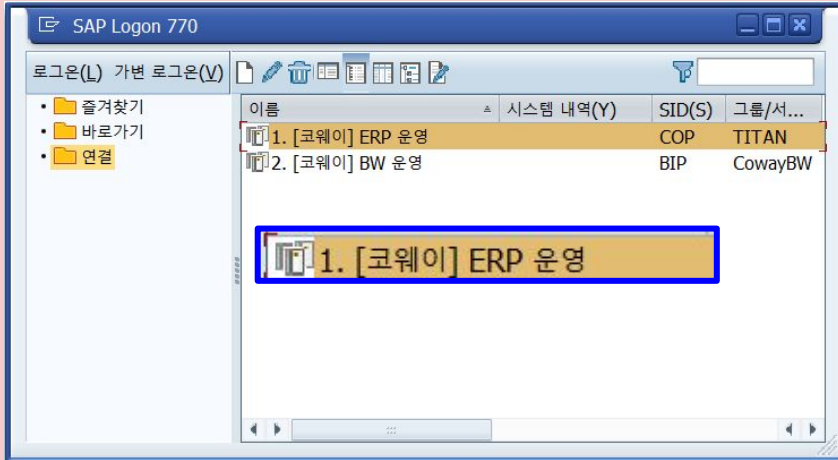 SAP Logon 770
로그온(L) 가변 로그온(V)
즐겨찾기
바로가기
연결
이름 시스템 내역(Y) SID(S) 그룹/서...
1. [코웨이] ERP 운영 COP TITAN
2. [코웨이] BW 운영 BIP CowayBW
1. [코웨이] ERP 운영